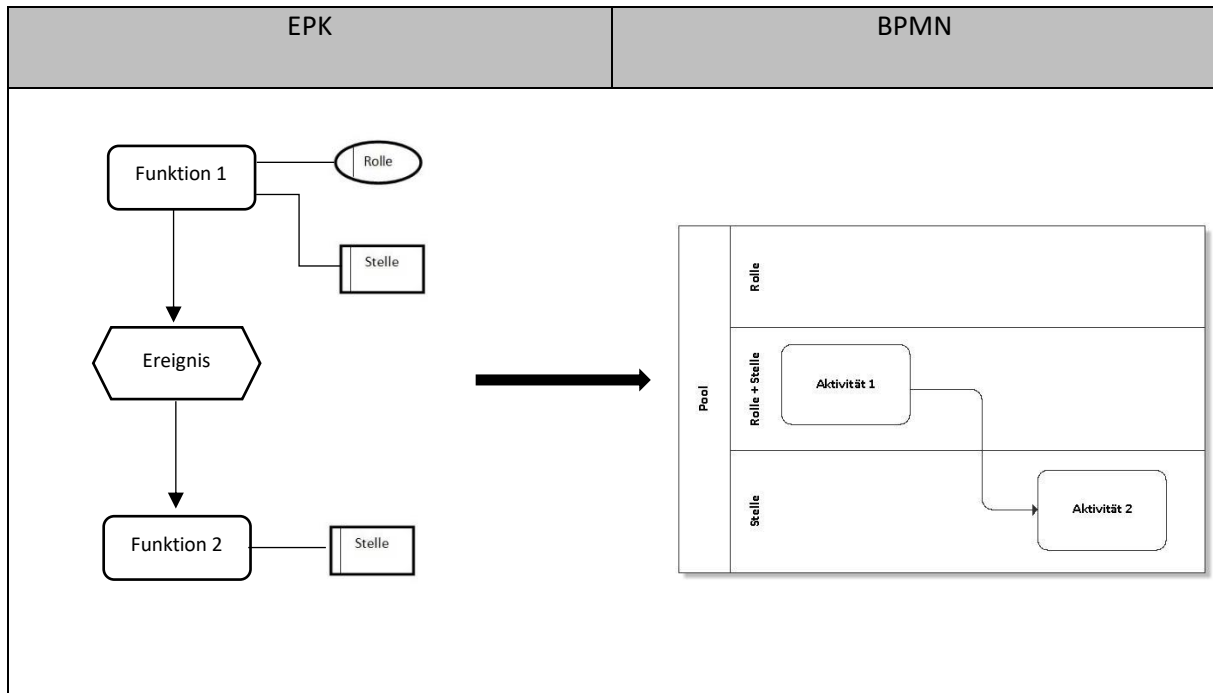 EPK
BPMN
Funktion 1
Rolle
Stelle
Ereignis
Funktion 2
Stelle
Pool
Rolle
Rolle + Stelle
Aktivität 1
Stelle
Aktivität 2